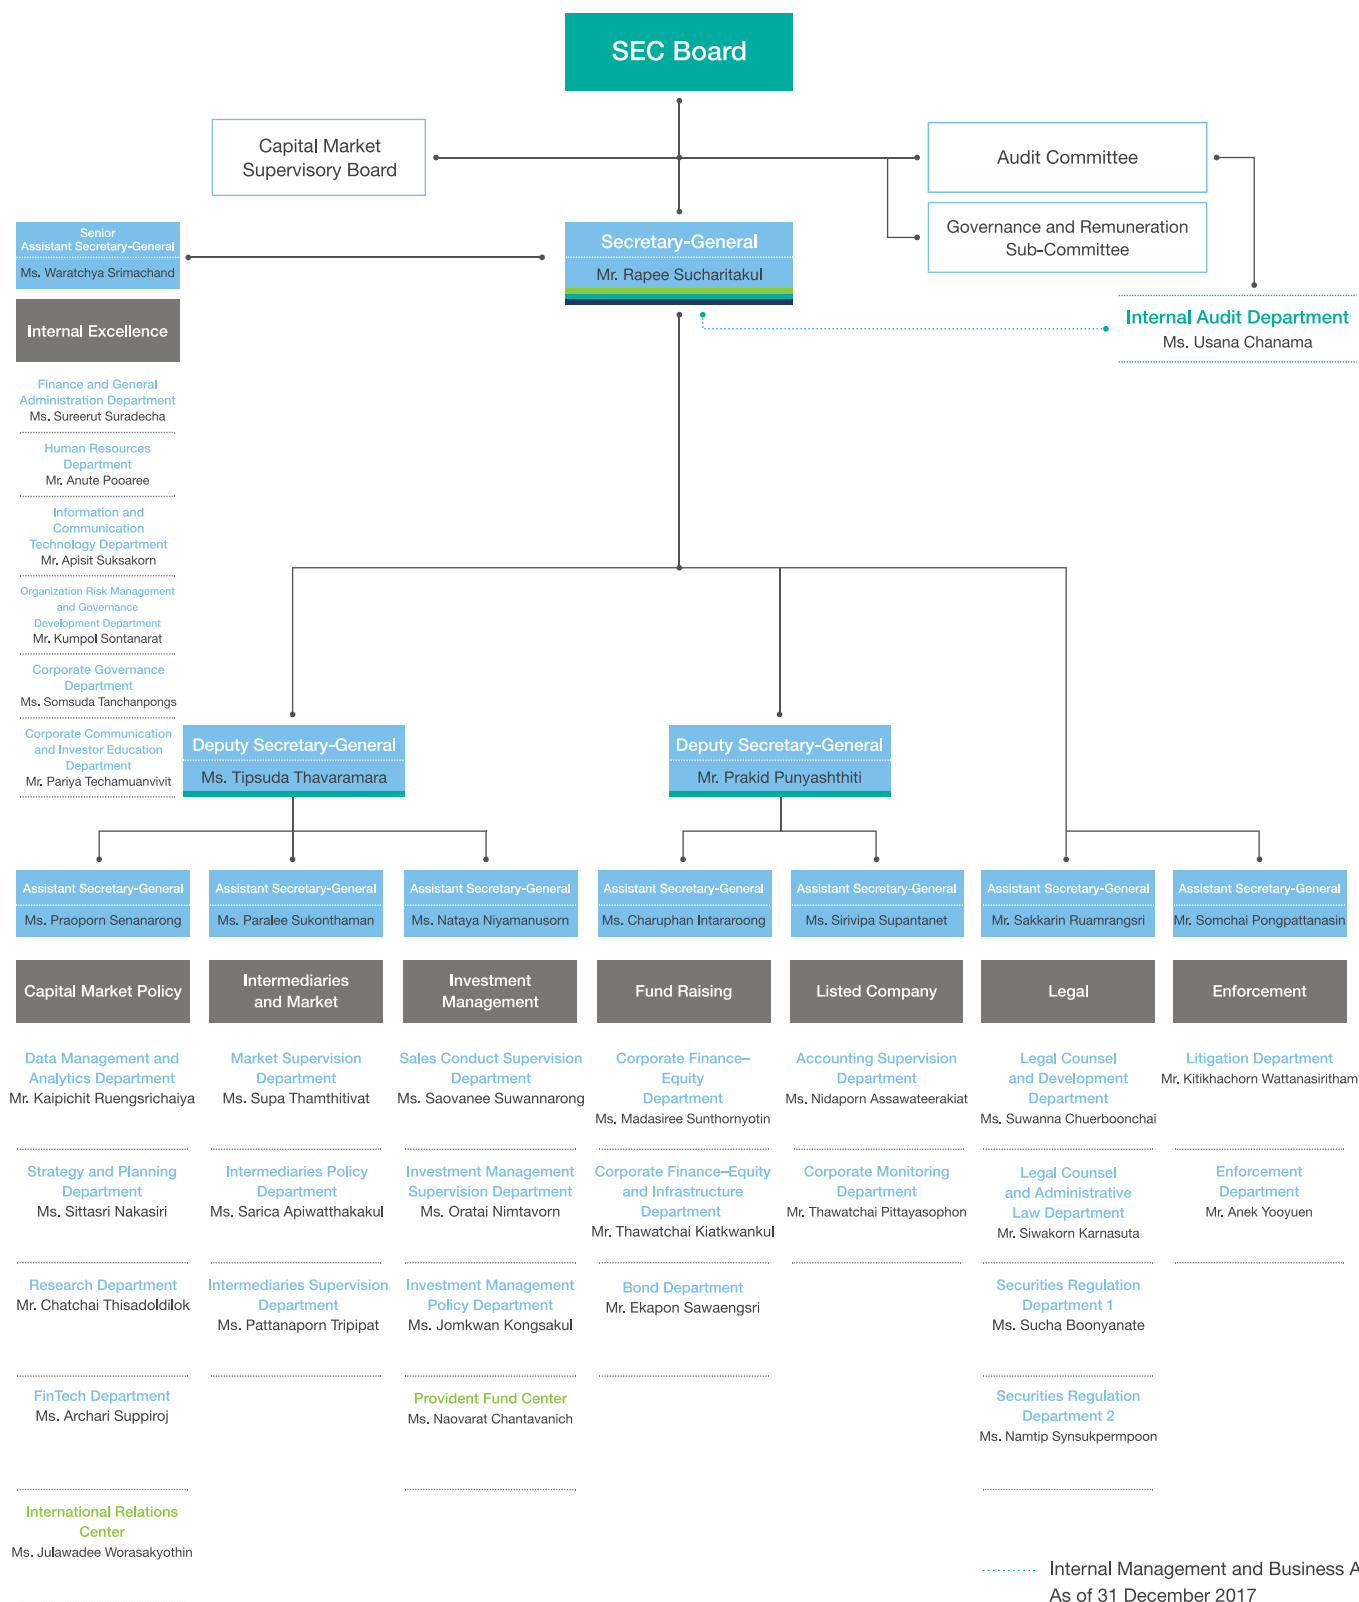 SEC Board
Capital Market
Supervisory Board
Audit Committee
Governance and Remuneration
Sub-Committee
Senior
Assistant Secretary-General
Ms. Waratchya Srimachand
Secretary-General
Mr. Rapee Sucharitakul
Internal Audit Department
Ms. Usana Chanama
Internal Excellence
Finance and General
Administration Department
Ms. Sureerut Suradecha
Human Resources
Department
Mr. Anute Pooaree
Information and
Communication
Technology Department
Mr. Apisit Suksakorn
Organization Risk Management
and Governance
Development Department
Mr. Kumpol Sontanarat
Corporate Governance
Department
Ms. Somsuda Tanchanpongs
Corporate Communication
and Investor Education
Department
Mr. Pariya Techamuanvivit
Deputy Secretary-General
Ms. Tipsuda Thavaramara
Deputy Secretary-General
Mr. Prakid Punyashthiti
Assistant Secretary-General
Ms. Praoporn Senanarong
Capital Market Policy
Data Management and
Analytics Department
Mr. Kaipichit Ruengsrichaiya
Strategy and Planning
Department
Ms. Sittasri Nakasiri
Research Department
Mr. Chatchai Thisadoldilok
FinTech Department
Ms. Archari Suppiroj
International Relations
Center
Ms. Julawadee Worasakyothin
Assistant Secretary-General
Ms. Paralee Sukonthaman
Intermediaries
and Market
Market Supervision
Department
Ms. Supa Thamthitivat
Intermediaries Policy
Department
Ms. Sarica Apiwatthakakul
Intermediaries Supervision
Department
Ms. Pattanaporn Tripipat
Assistant Secretary-General
Ms. Nataya Niyamanusorn
Investment
Management
Sales Conduct Supervision
Department
Ms. Saovanee Suwannarong
Investment Management
Supervision Department
Ms. Oratai Nimtavorn
Investment Management
Policy Department
Ms. Jomkwan Kongsakul
Provident Fund Center
Ms. Naovarat Chantavanich
Assistant Secretary-General
Ms. Charuphan Intararoong
Fund Raising
Corporate Finance–
Equity
Department
Ms. Madasiree Sunthornyotin
Corporate Finance–Equity
and Infrastructure
Department
Mr. Thawatchai Kiatkwankul
Bond Department
Mr. Ekapon Sawaengsri
Assistant Secretary-General
Ms. Sirivipa Supantanet
Listed Company
Accounting Supervision
Department
Ms. Nidaporn Assawateerakiat
Corporate Monitoring
Department
Mr. Thawatchai Pittayasophon
Assistant Secretary-General
Mr. Sakkarin Ruamrangsri
Legal
Legal Counsel
and Development
Department
Ms. Suwanna Chuerboonchai
Legal Counsel
and Administrative
Law Department
Mr. Siwakorn Karnasuta
Securities Regulation
Department 1
Ms. Sucha Boonyanate
Securities Regulation
Department 2
Ms. Namtip Synsukpermpoon
Assistant Secretary-General
Mr. Somchai Pongpattanasin
Enforcement
Litigation Department
Mr. Kitikhachorn Wattanasiritham
Enforcement
Department
Mr. Anek Yooyuen
Internal Management and Business A
As of 31 December 2017